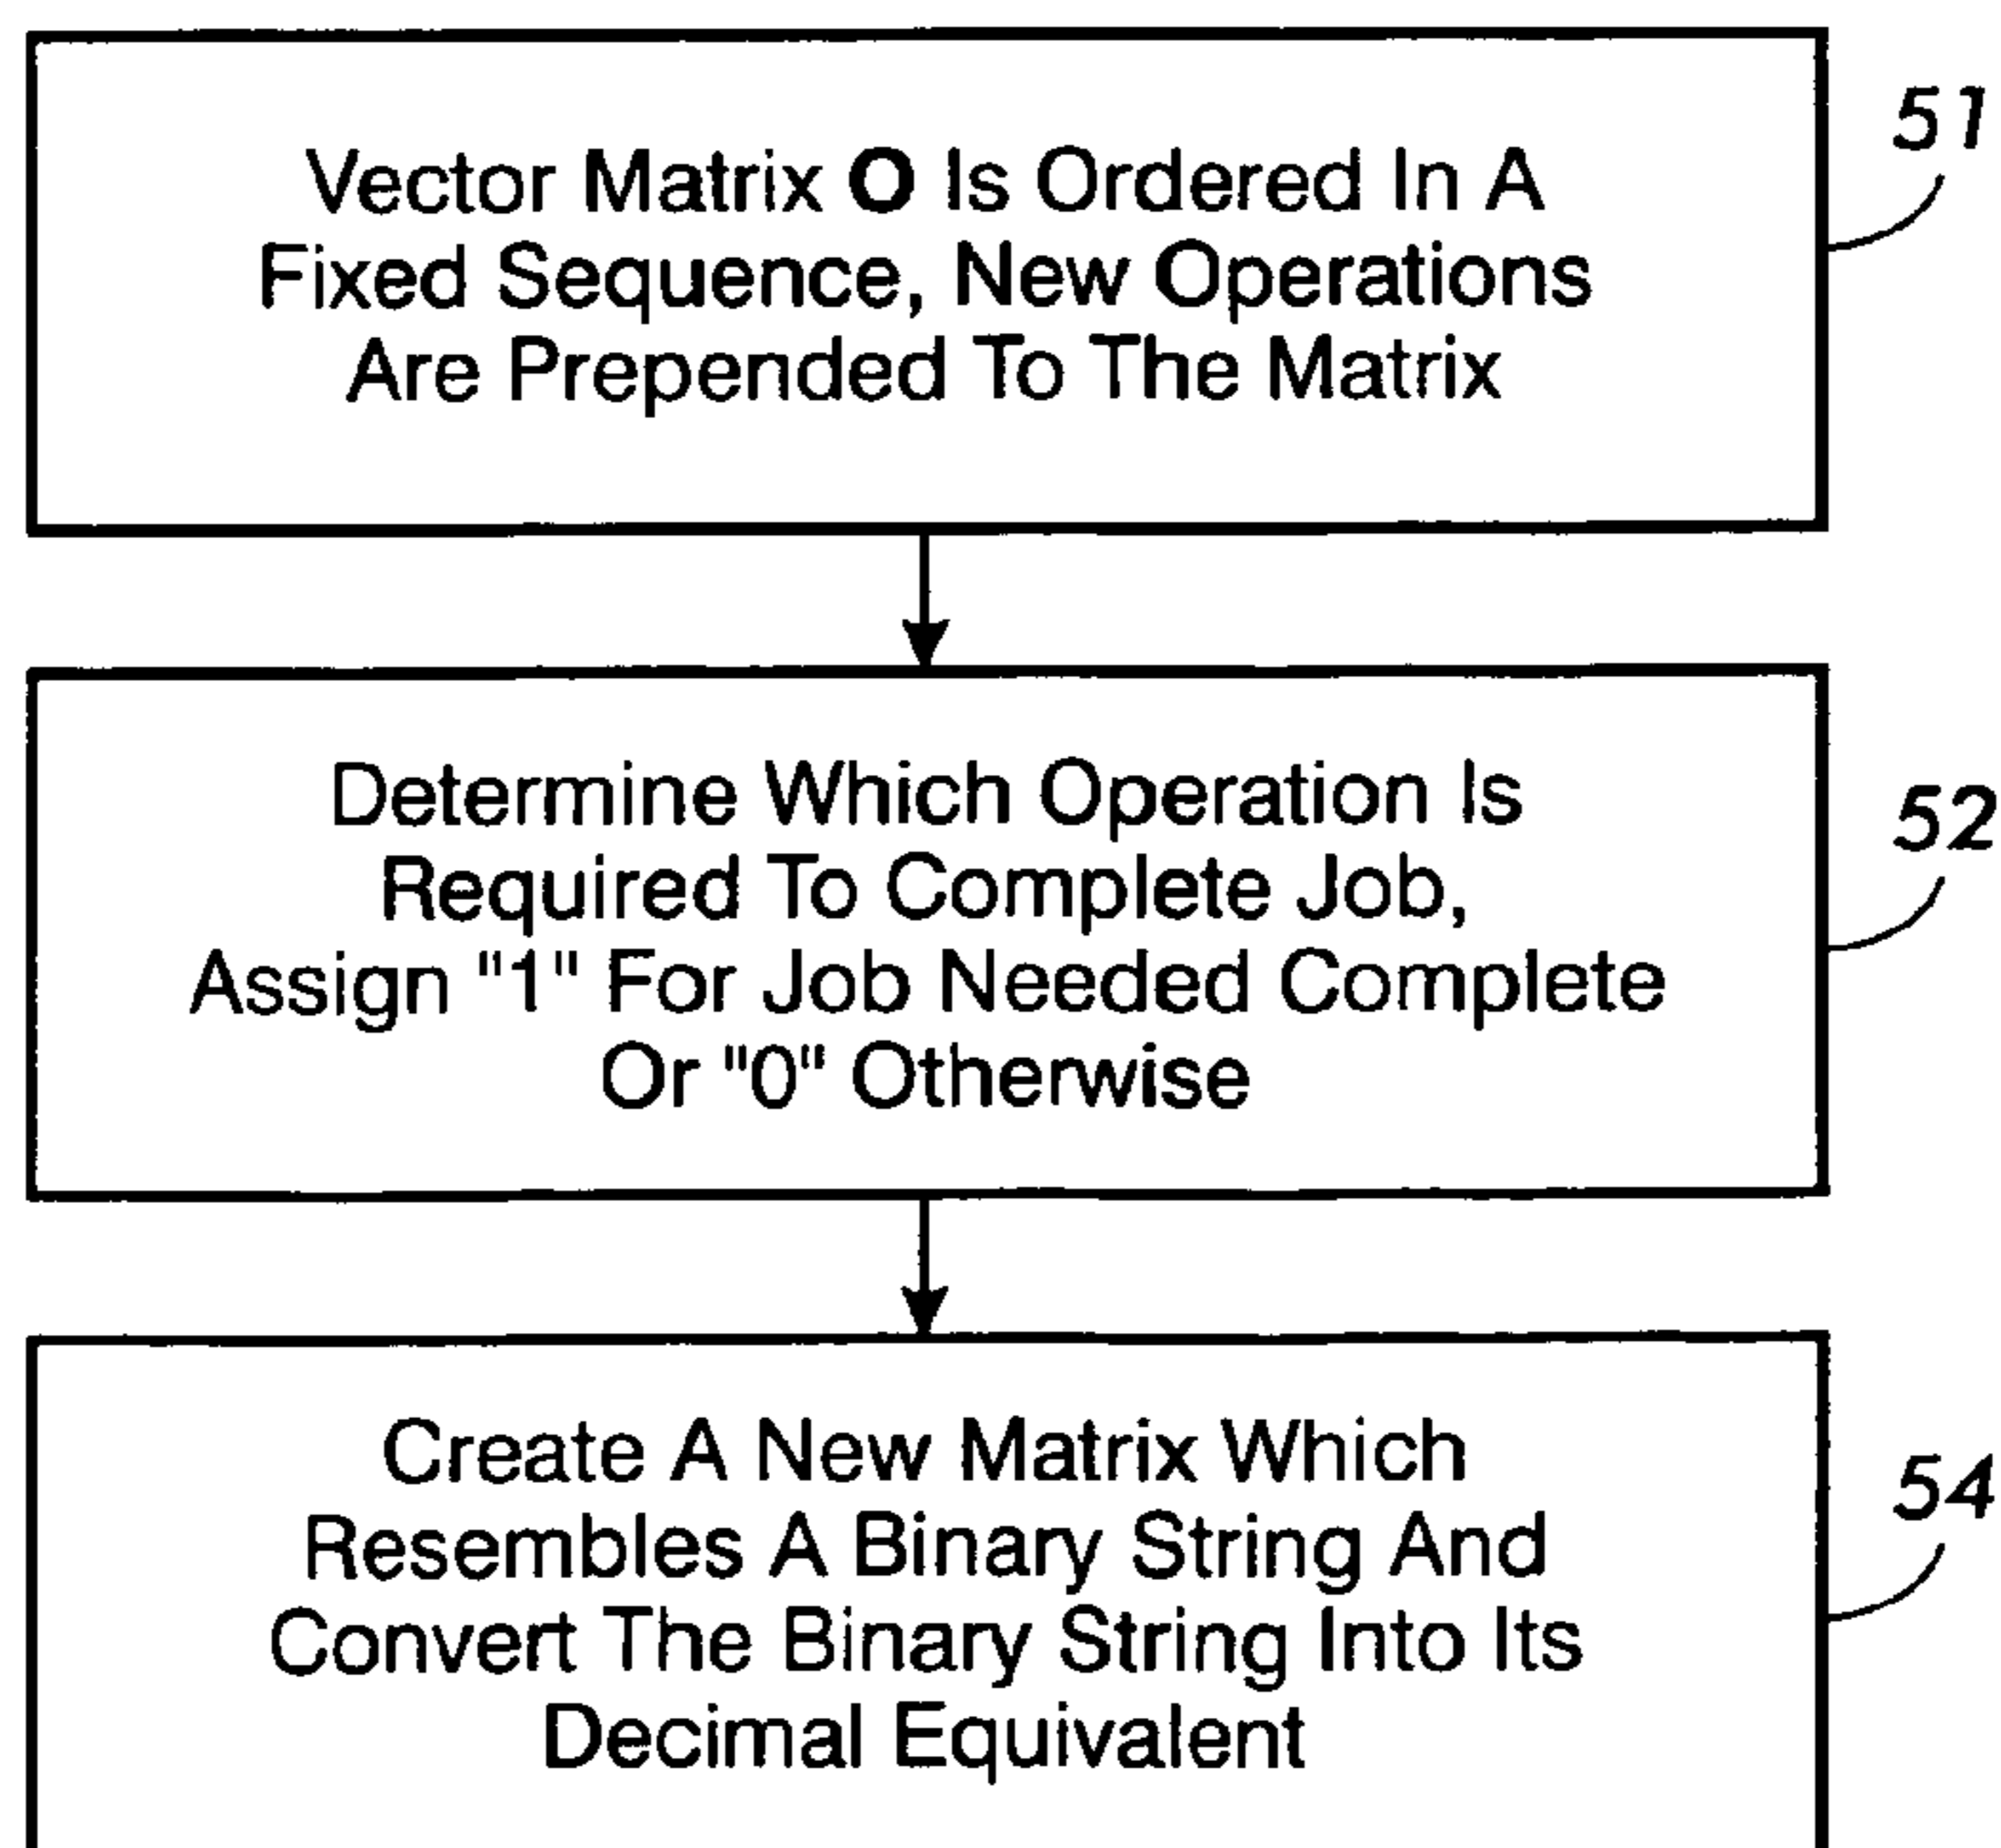 51
Vector Matrix O Is Ordered In A
Fixed Sequence, New Operations
Are Prepended To The Matrix
52
Determine Which Operation Is
Required To Complete Job,
Assign "1" For Job Needed Complete
Or "0" Otherwise
54
Create A New Matrix Which
Resembles A Binary String And
Convert The Binary String Into Its
Decimal Equivalent